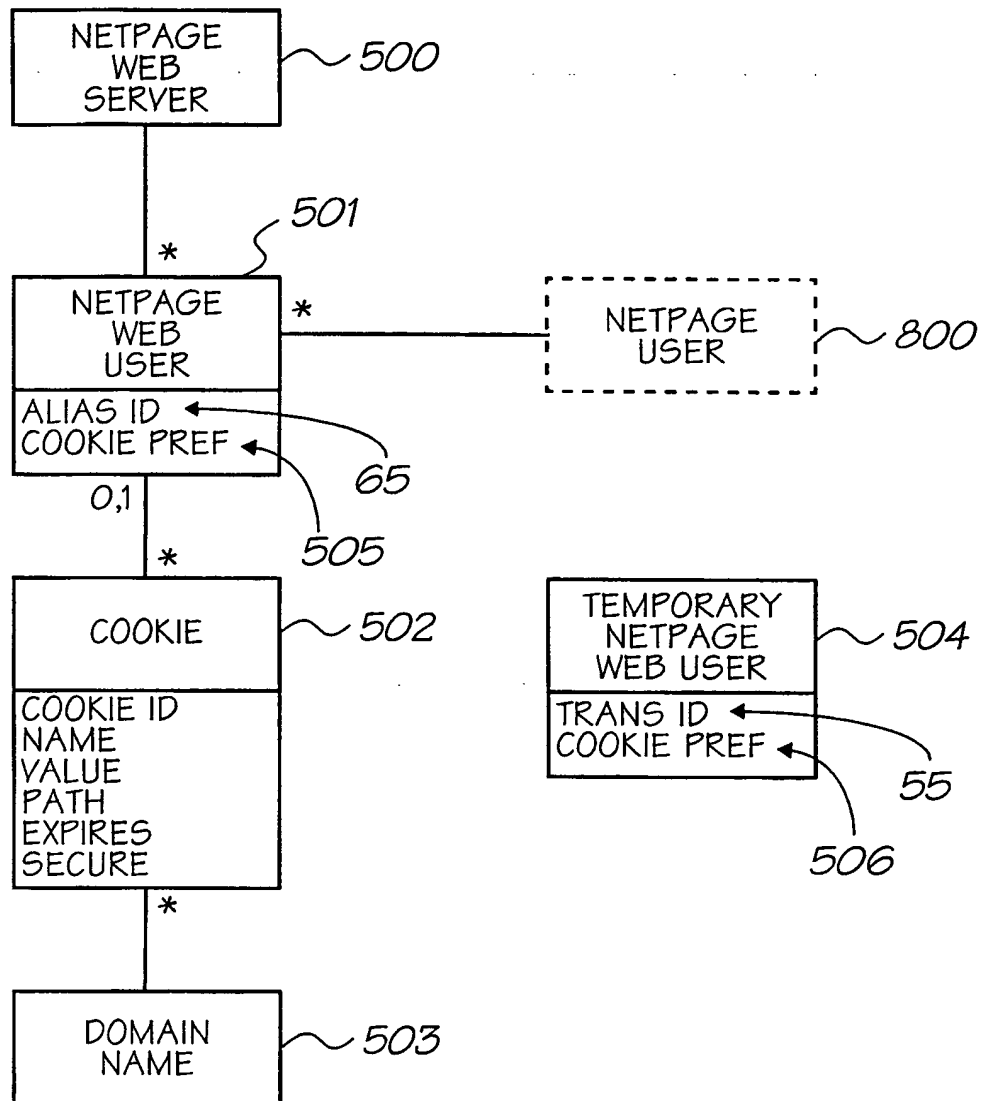 NETPAGE
WEB
SERVER
500
*
501
NETPAGE
WEB
USER
*
NETPAGE
USER
800
ALIAS ID
COOKIE PREF
65
505
0,1
*
COOKIE
502
TEMPORARY
NETPAGE
WEB USER
504
TRANS ID
COOKIE PREF
55
506
COOKIE ID
NAME
VALUE
PATH
EXPIRES
SECURE
*
DOMAIN
NAME
503